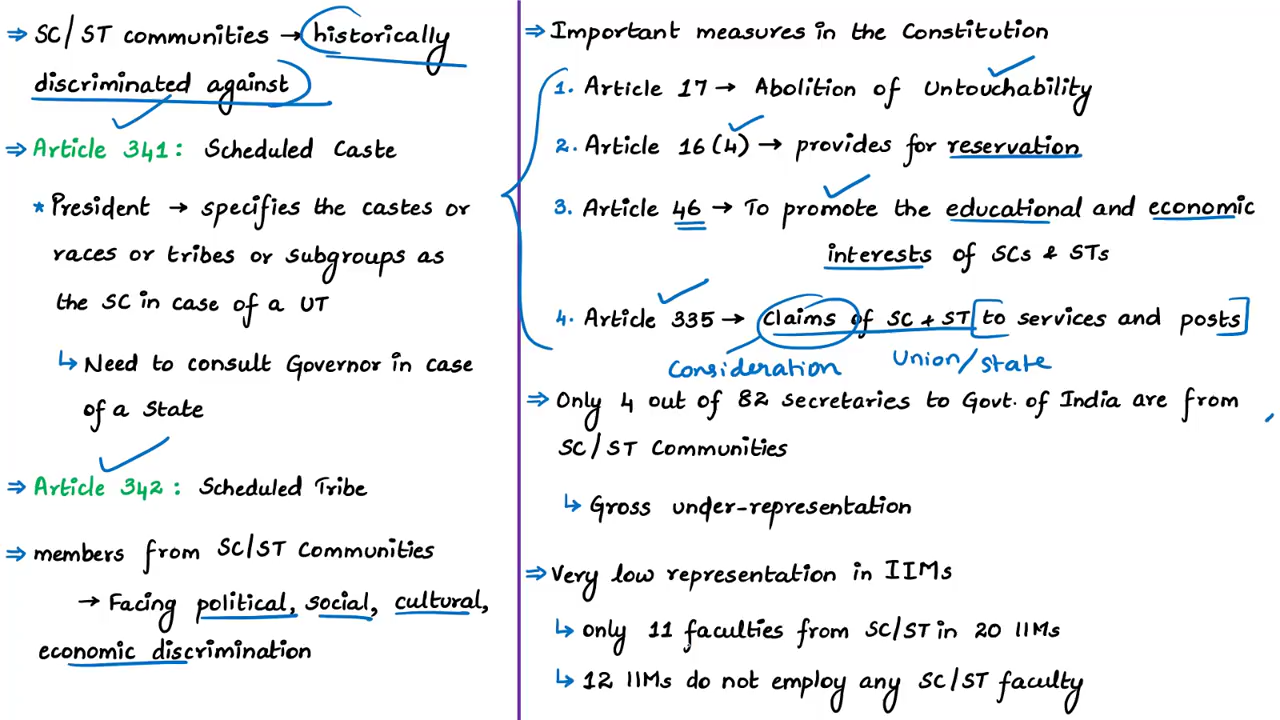 ⇒ SC/ST communities → historically
discriminated against
⇒ Article 341: Scheduled Caste
* President → specifies the castes or
races or tribes or subgroups as
the SC in case of a UT
↳ Need to consult Governor in case
of a State
⇒ Article 342: Scheduled Tribe
⇒ members from SC/ST Communities
→ Facing political, social, cultural,
economic discrimination
⇒ Important measures in the Constitution
1. Article 17 → Abolition of Untouchability
2. Article 16(4) → provides for reservation
3. Article 46 → To promote the educational and economic
interests of SCs & STs
4. Article 335 → Claims of SC & ST to services and posts
Consideration Union/State
⇒ Only 4 out of 82 secretaries to Govt. of India are from
SC/ST Communities
↳ Gross under-representation
⇒ Very low representation in IIMs
↳ only 11 faculties from SC/ST in 20 IIMs
↳ 12 IIMs do not employ any SC/ST faculty